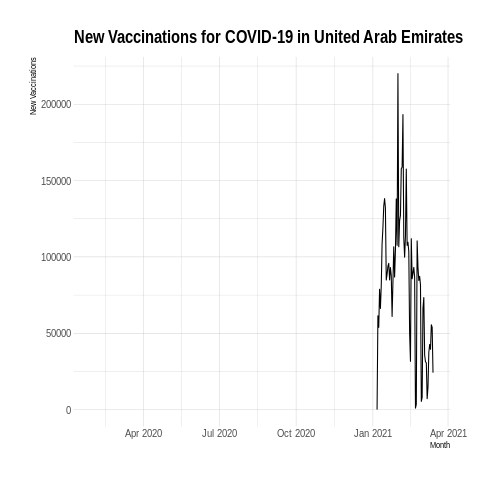 New Vaccinations for COVID-19 in United Arab Emirates
New Vaccinations
200000
150000
100000
50000
0
Apr 2020 Jul 2020 Oct 2020 Jan 2021 Apr 2021
Month